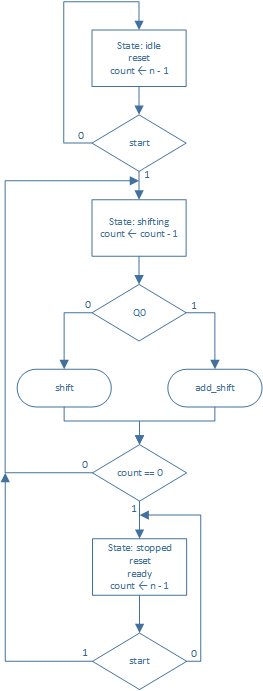 State: idle
reset
count ← n - 1
0
start
1
State: shifting
count ← count - 1
0
Q0
1
shift
add_shift
0
count == 0
1
State: stopped
reset
ready
count ← n - 1
1
start
0